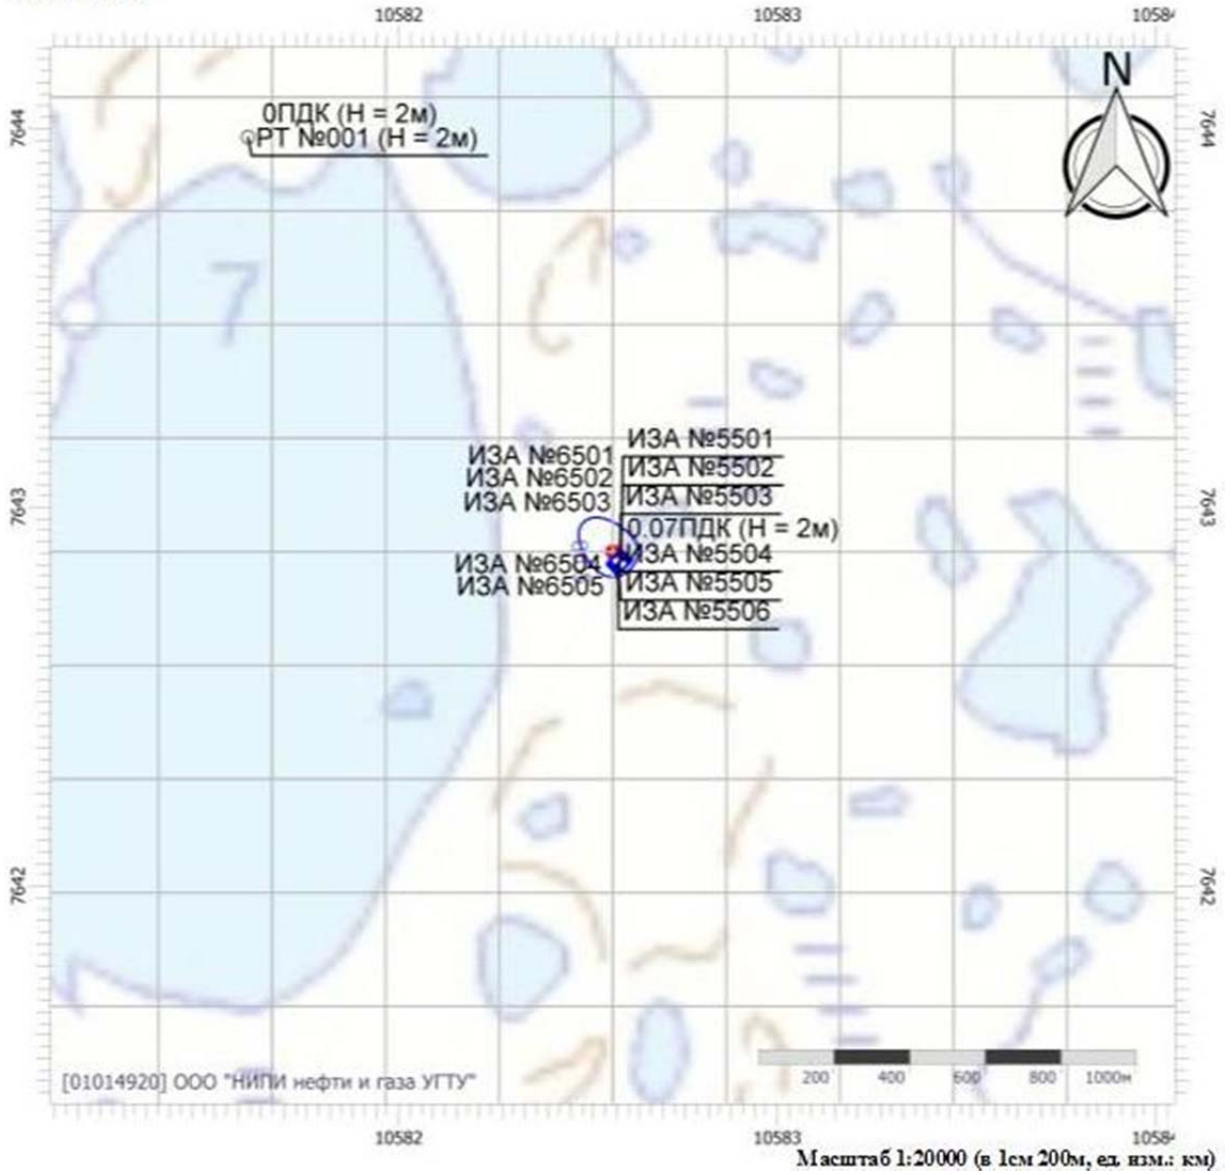 10582 10583 1058
N
7644 7644
0ПДК (H = 2м)
РТ №001 (H = 2м)
7
ИЗА №5501
ИЗА №6501
ИЗА №5502
ИЗА №6502
ИЗА №5503
ИЗА №6503
7643 7643
0.07ПДК (H = 2м)
ИЗА №5504
ИЗА №6504
ИЗА №5505
ИЗА №6505
ИЗА №5506
7642 7642
[01014920] ООО "НИПИ нефти и газа УГТУ"
200 400 600 800 1000м
10582 10583 1058
Масштаб 1:20000 (в 1см 200м, ед. изм.: км)